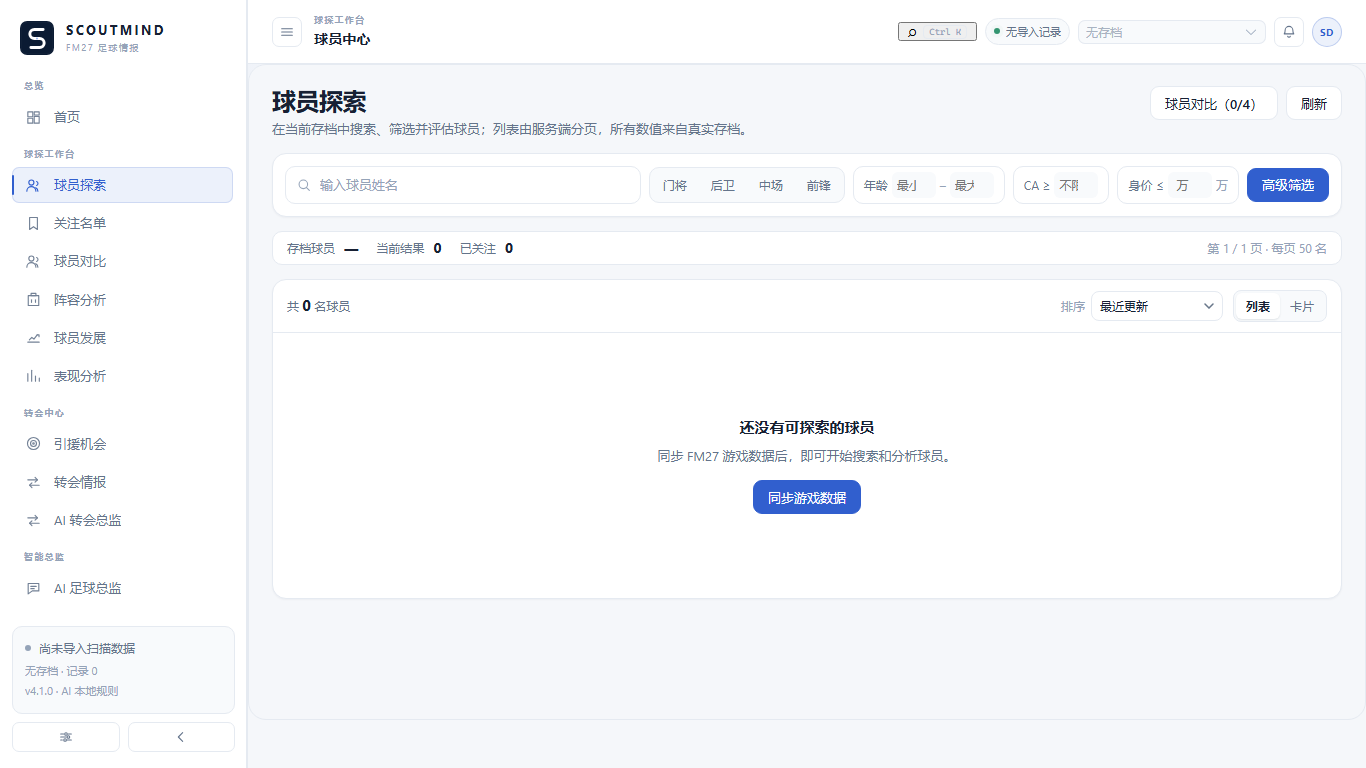 SCOUTMIND
FM27 足球情报
总览
首页
球探工作台
球员探索
关注名单
球员对比
阵容分析
球员发展
表现分析
转会中心
引援机会
转会情报
AI 转会总监
智能总监
AI 足球总监
尚未导入扫描数据
无存档 · 记录 0
v4.1.0 · AI 本地规则
球探工作台
球员中心
Ctrl K
无导入记录
无存档
SD
球员探索
在当前存档中搜索、筛选并评估球员；列表由服务端分页，所有数值来自真实存档。
球员对比（0/4）
刷新
输入球员姓名
门将 后卫 中场 前锋
年龄 最小 – 最大
CA ≥ 不限
身价 ≤ 万 万
高级筛选
存档球员 — 当前结果 0 已关注 0
第 1 / 1 页 · 每页 50 名
共 0 名球员
排序 最近更新
列表 卡片
还没有可探索的球员
同步 FM27 游戏数据后，即可开始搜索和分析球员。
同步游戏数据